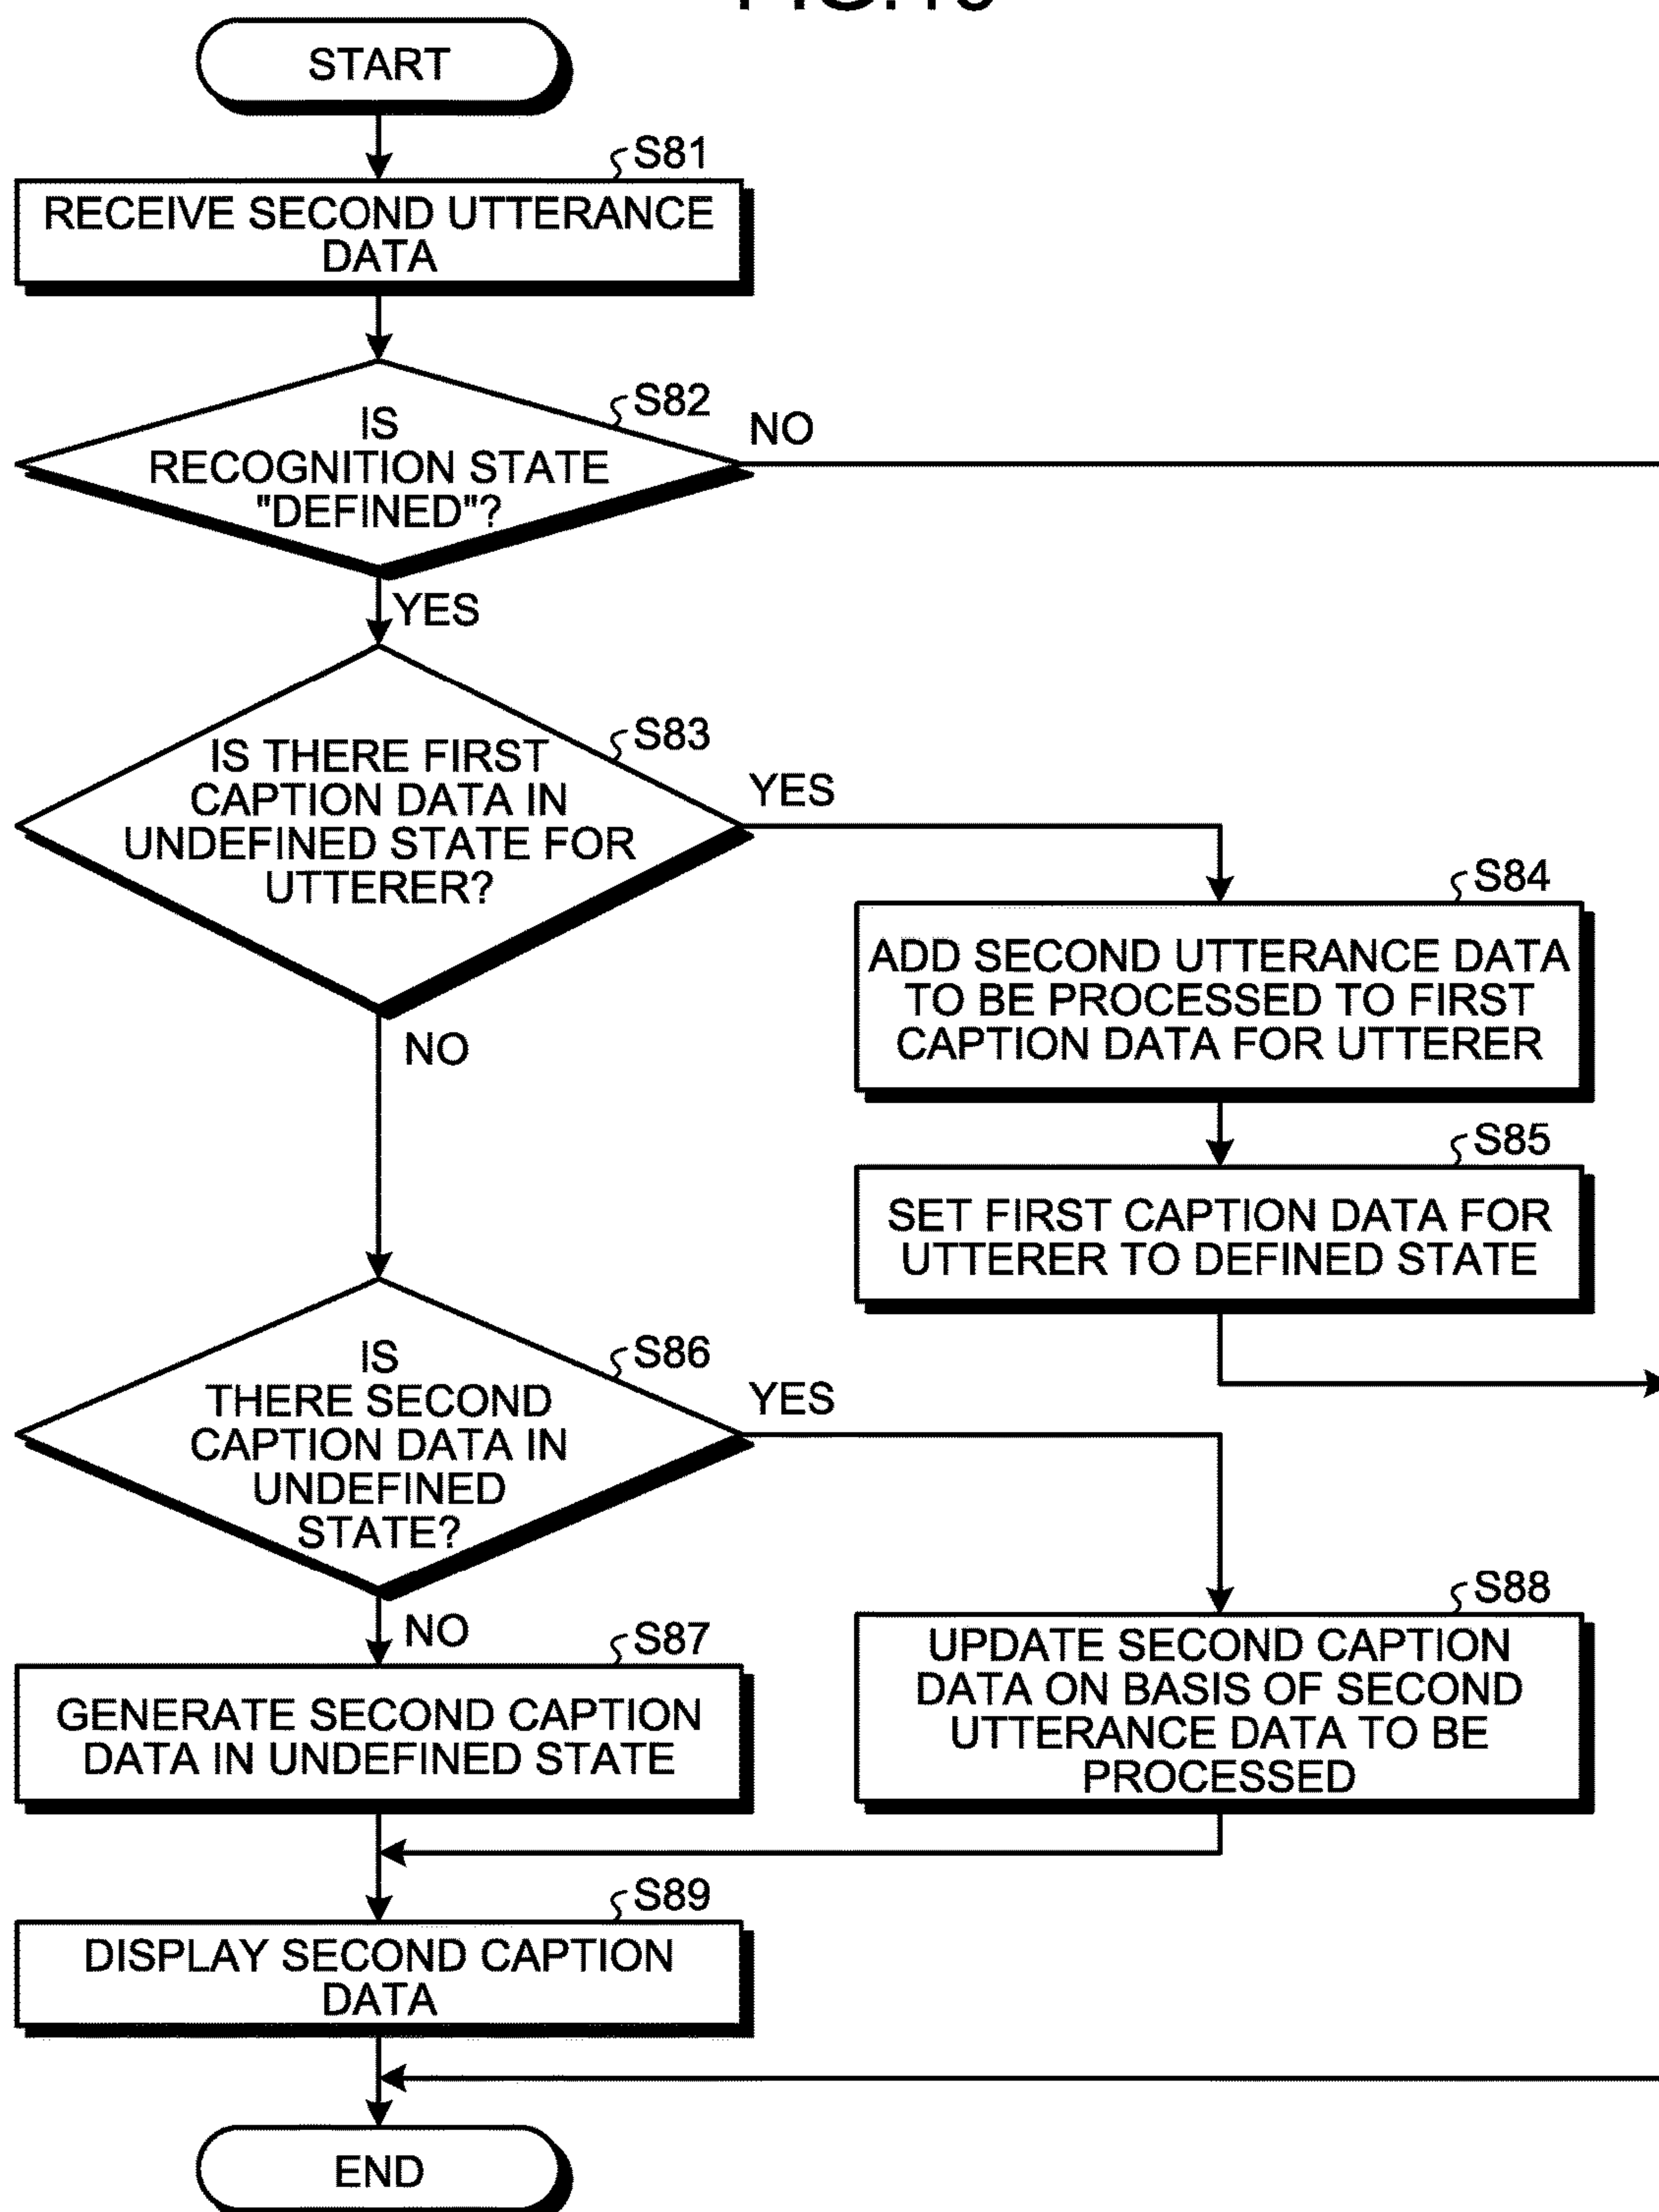 START
S81
RECEIVE SECOND UTTERANCE
DATA
S82
IS
RECOGNITION STATE
"DEFINED"?
NO
YES
S83
IS THERE FIRST
CAPTION DATA IN
UNDEFINED STATE FOR
UTTERER?
YES
NO
S84
ADD SECOND UTTERANCE DATA
TO BE PROCESSED TO FIRST
CAPTION DATA FOR UTTERER
S85
SET FIRST CAPTION DATA FOR
UTTERER TO DEFINED STATE
S86
IS
THERE SECOND
CAPTION DATA IN
UNDEFINED
STATE?
YES
NO
S87
GENERATE SECOND CAPTION
DATA IN UNDEFINED STATE
S88
UPDATE SECOND CAPTION
DATA ON BASIS OF SECOND
UTTERANCE DATA TO BE
PROCESSED
S89
DISPLAY SECOND CAPTION
DATA
END